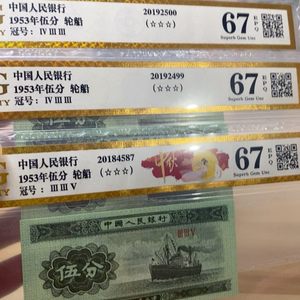 中国人民银行 20192500
1953年伍分 轮船 (☆☆☆)
冠号：Ⅳ Ⅲ Ⅲ
67 EPQ
Superb Gem Unc
中国人民银行 20192499
1953年伍分 轮船 (☆☆☆)
冠号：Ⅳ Ⅲ Ⅲ
67 EPQ
Superb Gem Unc
中国人民银行 20184587
1953年伍分 轮船 (☆☆☆)
冠号：Ⅲ Ⅲ Ⅴ
67 EPQ
Superb Gem Unc
中国人民银行
ⅢⅢⅤ
伍分